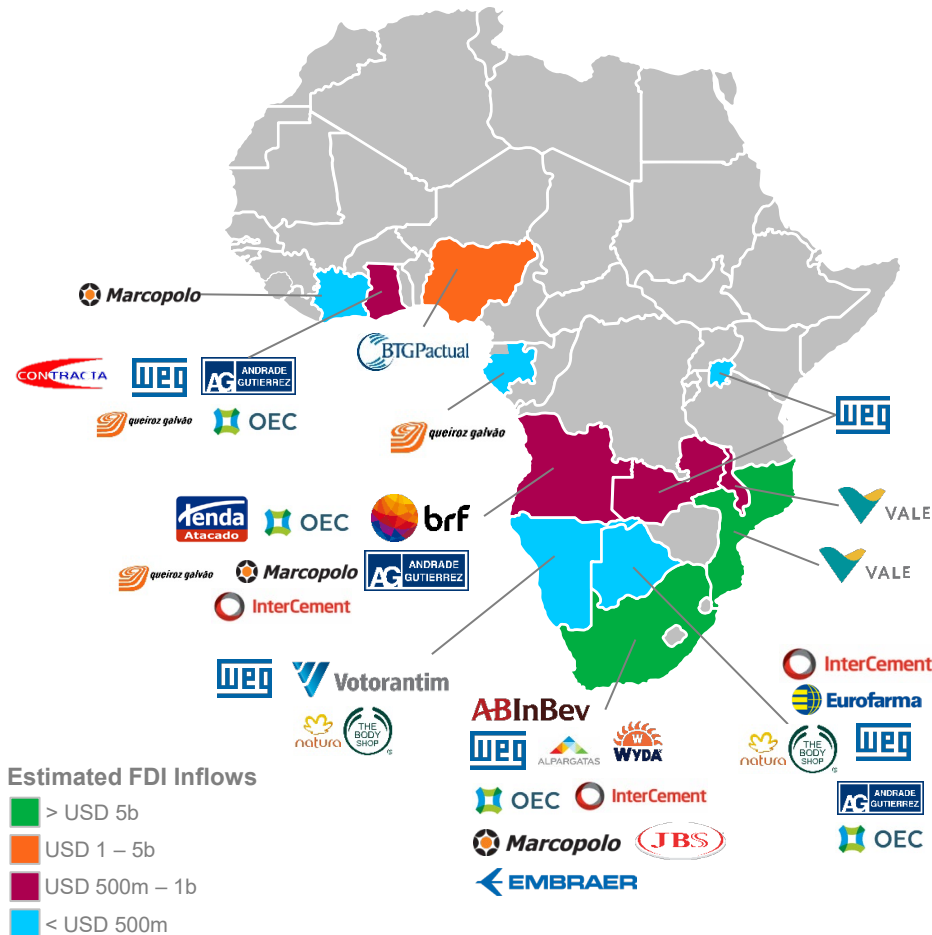 Marcopolo
CONTRACTA
weg
AG
ANDRADE
GUTIERREZ
queiroz galvão
OEC
BTGPactual
queiroz galvão
weg
VALE
VALE
Tenda
Atacado
OEC
brf
queiroz galvão
Marcopolo
AG
ANDRADE
GUTIERREZ
InterCement
weg
Votorantim
natura
THE
BODY
SHOP
ABInBev
weg
ALPARGATAS
W
WYDA
OEC
InterCement
Marcopolo
JBS
EMBRAER
InterCement
Eurofarma
natura
THE
BODY
SHOP
weg
AG
ANDRADE
GUTIERREZ
OEC
Estimated FDI Inflows
> USD 5b
USD 1 – 5b
USD 500m – 1b
< USD 500m